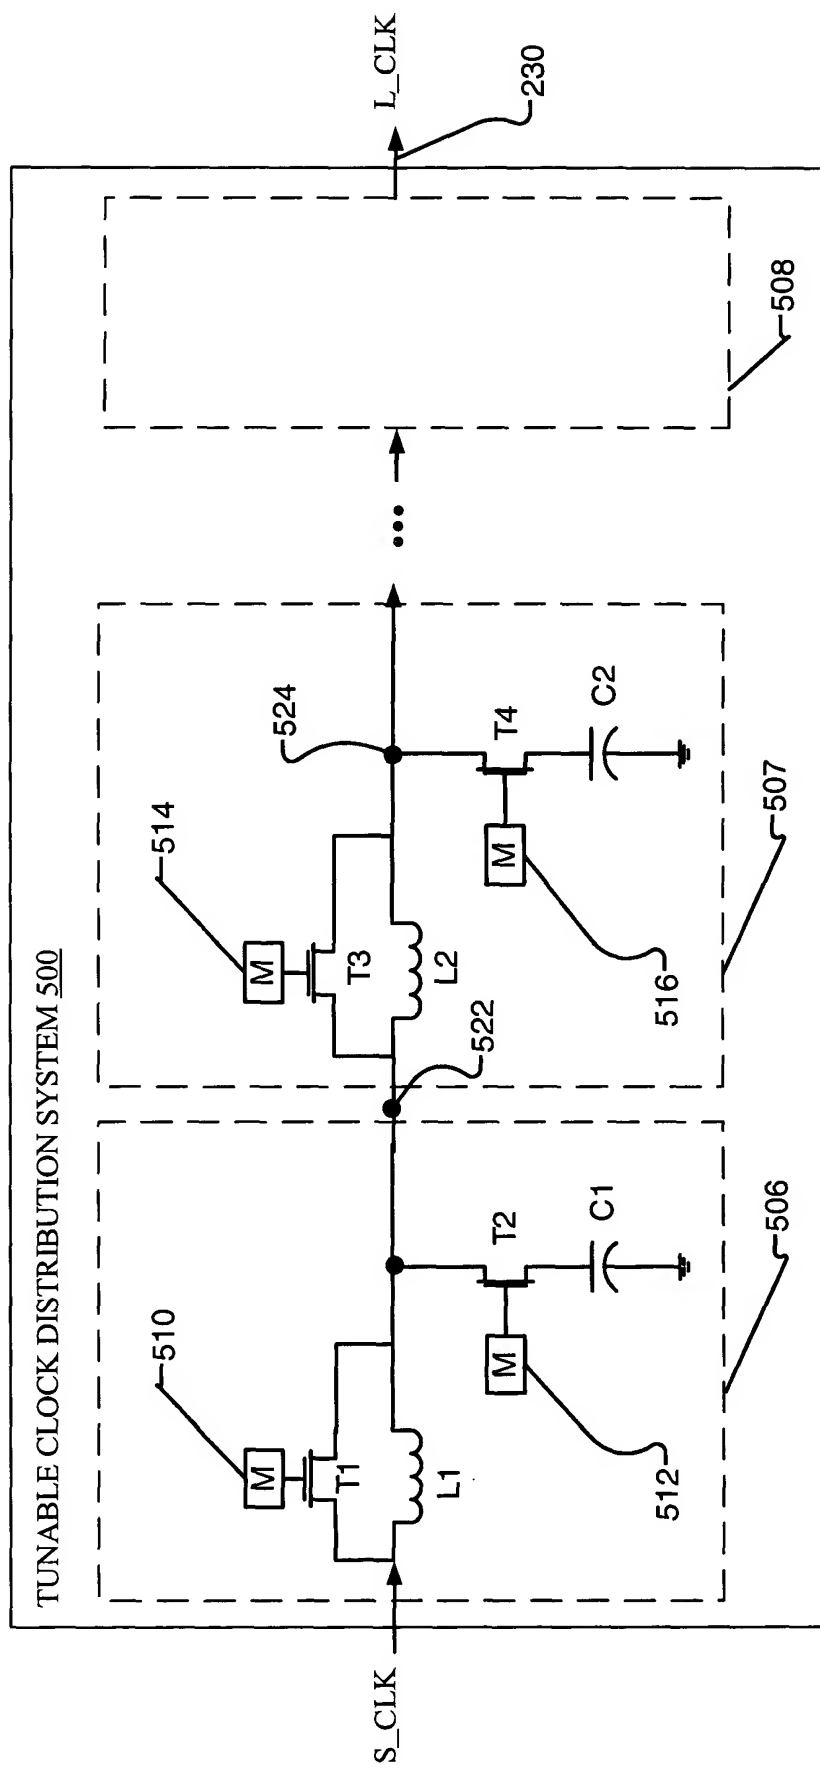 TUNABLE CLOCK DISTRIBUTION SYSTEM 500
S_CLK
510
M
T1
L1
M
512
T2
C1
506
522
514
M
T3
L2
524
M
516
T4
C2
507
...
508
230
L_CLK